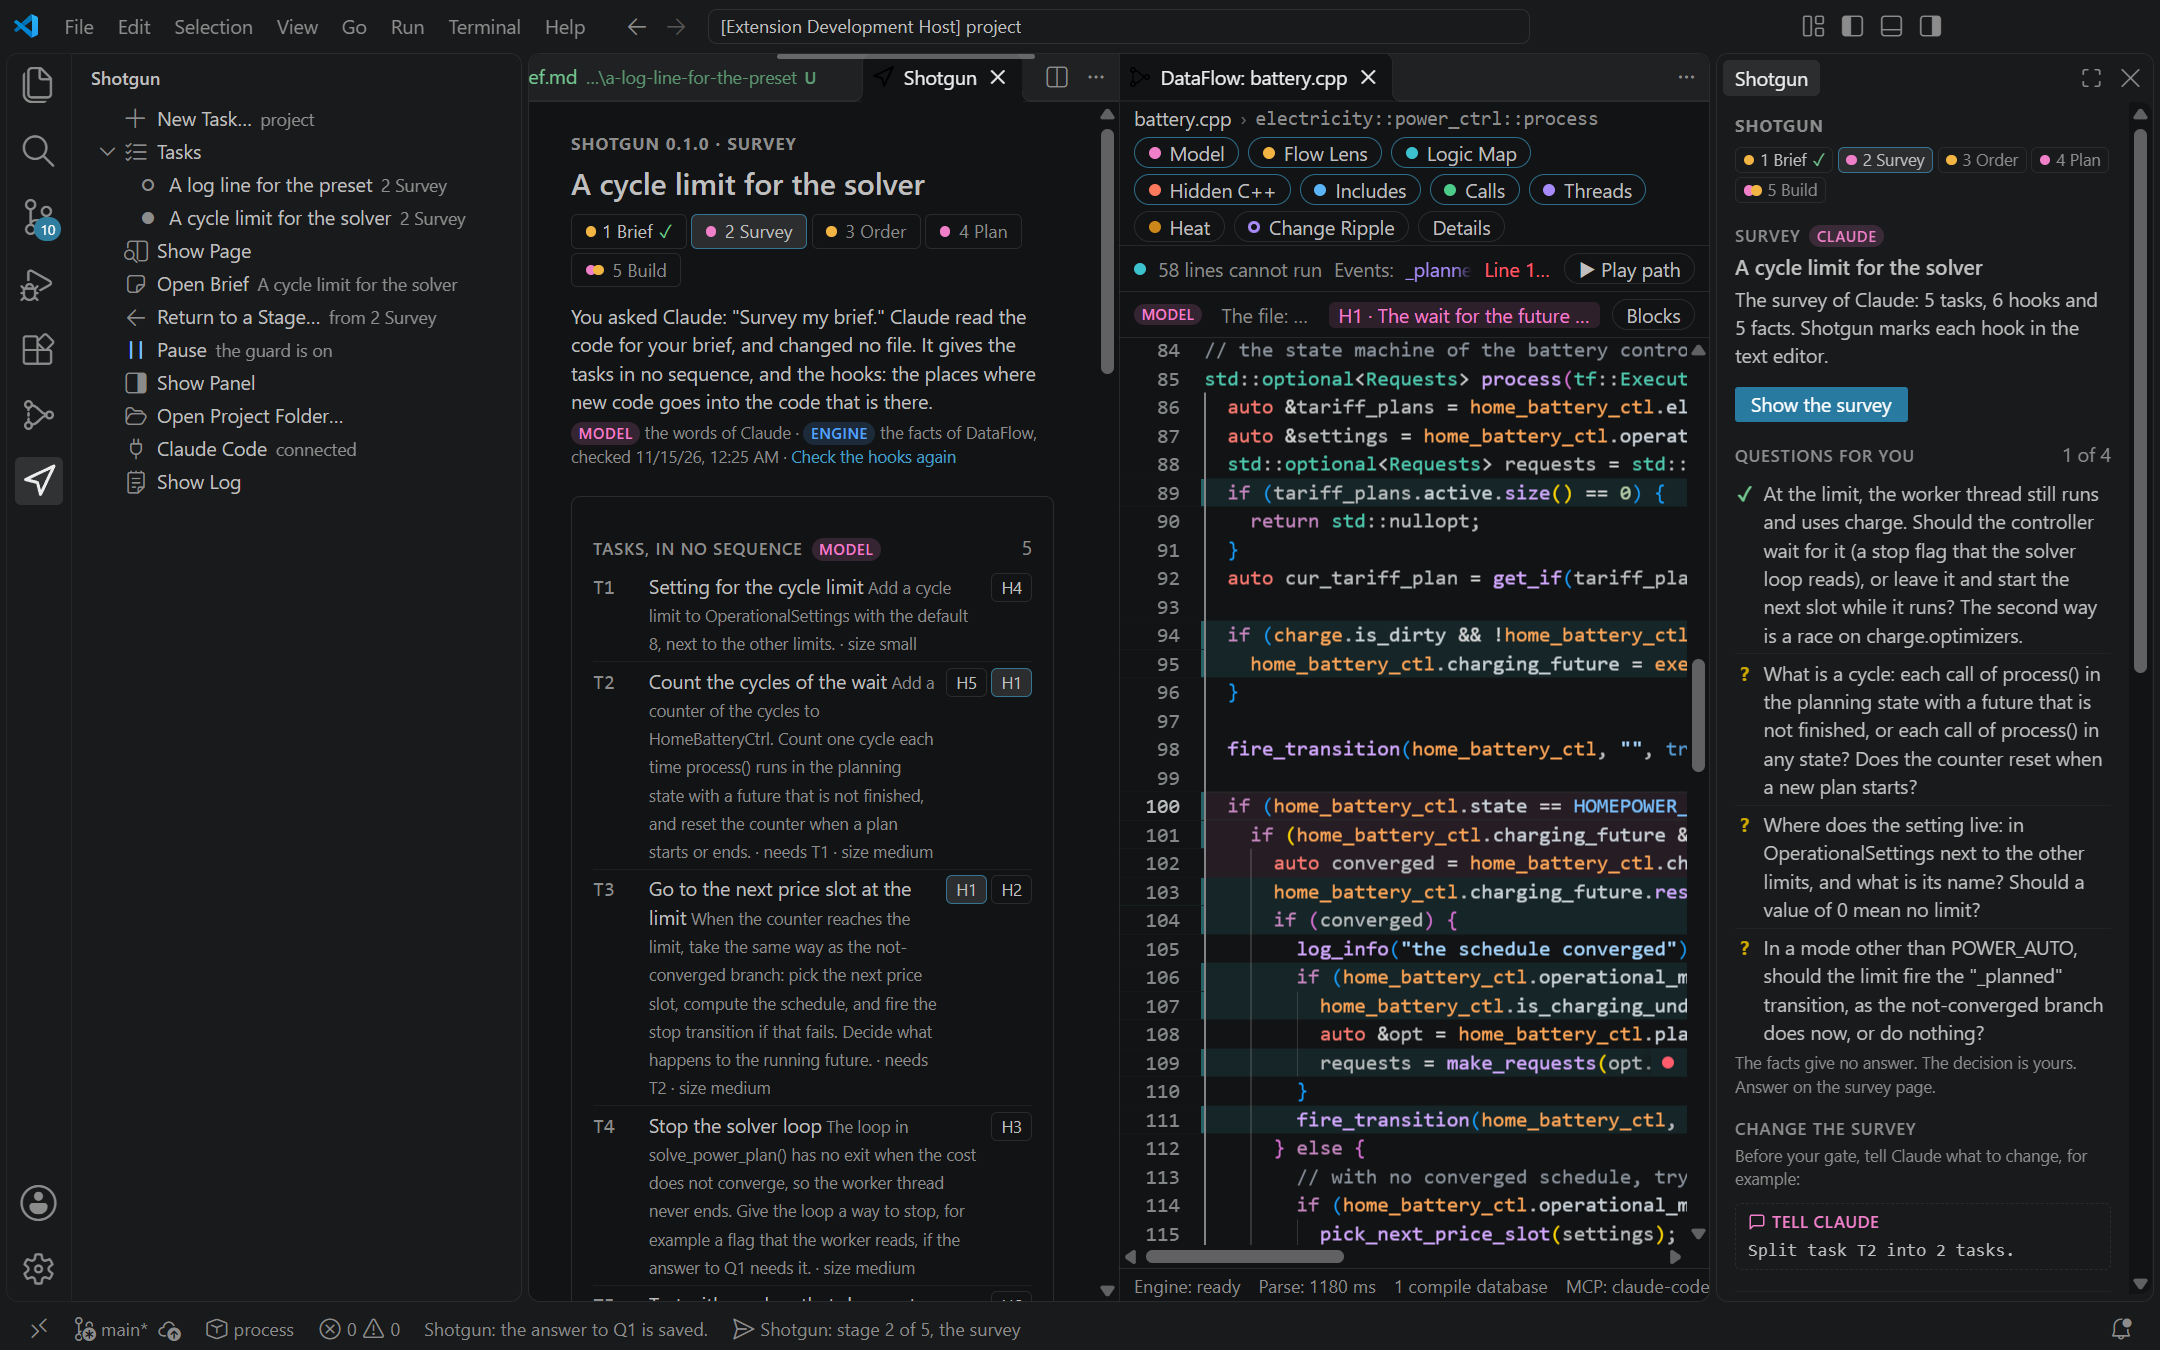 File Edit Selection View Go Run Terminal Help
[Extension Development Host] project
Shotgun
New Task... project
Tasks
A log line for the preset 2 Survey
A cycle limit for the solver 2 Survey
Show Page
Open Brief A cycle limit for the solver
Return to a Stage... from 2 Survey
Pause the guard is on
Show Panel
Open Project Folder...
Claude Code connected
Show Log
10
ef.md ...\a-log-line-for-the-preset U
Shotgun
SHOTGUN 0.1.0 · SURVEY
A cycle limit for the solver
1 Brief ✓ 2 Survey 3 Order 4 Plan
5 Build
You asked Claude: "Survey my brief." Claude read the
code for your brief, and changed no file. It gives the
tasks in no sequence, and the hooks: the places where
new code goes into the code that is there.
MODEL the words of Claude · ENGINE the facts of DataFlow,
checked 11/15/26, 12:25 AM · Check the hooks again
TASKS, IN NO SEQUENCE MODEL 5
T1 Setting for the cycle limit Add a cycle H4
limit to OperationalSettings with the default
8, next to the other limits. · size small
T2 Count the cycles of the wait Add a H5 H1
counter of the cycles to
HomeBatteryCtrl. Count one cycle each
time process() runs in the planning
state with a future that is not finished,
and reset the counter when a plan
starts or ends. · needs T1 · size medium
T3 Go to the next price slot at the H1 H2
limit When the counter reaches the
limit, take the same way as the not-
converged branch: pick the next price
slot, compute the schedule, and fire the
stop transition if that fails. Decide what
happens to the running future. · needs
T2 · size medium
T4 Stop the solver loop The loop in H3
solve_power_plan() has no exit when the cost
does not converge, so the worker thread
never ends. Give the loop a way to stop, for
example a flag that the worker reads, if the
answer to Q1 needs it. · size medium
DataFlow: battery.cpp
battery.cpp › electricity::power_ctrl::process
Model Flow Lens Logic Map
Hidden C++ Includes Calls Threads
Heat Change Ripple Details
58 lines cannot run Events: _planne Line 1... Play path
MODEL The file: ... H1 · The wait for the future ... Blocks
84 // the state machine of the battery contro
85 std::optional<Requests> process(tf::Execut
86 auto &tariff_plans = home_battery_ctl.el
87 auto &settings = home_battery_ctl.operat
88 std::optional<Requests> requests = std::
89 if (tariff_plans.active.size() == 0) {
90 return std::nullopt;
91 }
92 auto cur_tariff_plan = get_if(tariff_pla
93
94 if (charge.is_dirty && !home_battery_ctl
95 home_battery_ctl.charging_future = exe
96 }
97
98 fire_transition(home_battery_ctl, "", tr
99
100 if (home_battery_ctl.state == HOMEPOWER_
101 if (home_battery_ctl.charging_future &
102 auto converged = home_battery_ctl.ch
103 home_battery_ctl.charging_future.res
104 if (converged) {
105 log_info("the schedule converged")
106 if (home_battery_ctl.operational_m
107 home_battery_ctl.is_charging_und
108 auto &opt = home_battery_ctl.pla
109 requests = make_requests(opt.
110 }
111 fire_transition(home_battery_ctl,
112 } else {
113 // with no converged schedule, try
114 if (home_battery_ctl.operational_m
115 pick_next_price_slot(settings);
Engine: ready Parse: 1180 ms 1 compile database MCP: claude-code
Shotgun
SHOTGUN
1 Brief ✓ 2 Survey 3 Order 4 Plan
5 Build
SURVEY CLAUDE
A cycle limit for the solver
The survey of Claude: 5 tasks, 6 hooks and
5 facts. Shotgun marks each hook in the
text editor.
Show the survey
QUESTIONS FOR YOU 1 of 4
✓ At the limit, the worker thread still runs
and uses charge. Should the controller
wait for it (a stop flag that the solver
loop reads), or leave it and start the
next slot while it runs? The second way
is a race on charge.optimizers.
? What is a cycle: each call of process() in
the planning state with a future that is
not finished, or each call of process() in
any state? Does the counter reset when
a new plan starts?
? Where does the setting live: in
OperationalSettings next to the other
limits, and what is its name? Should a
value of 0 mean no limit?
? In a mode other than POWER_AUTO,
should the limit fire the "_planned"
transition, as the not-converged branch
does now, or do nothing?
The facts give no answer. The decision is yours.
Answer on the survey page.
CHANGE THE SURVEY
Before your gate, tell Claude what to change, for
example:
TELL CLAUDE
Split task T2 into 2 tasks.
main* process 0 0 Shotgun: the answer to Q1 is saved. Shotgun: stage 2 of 5, the survey